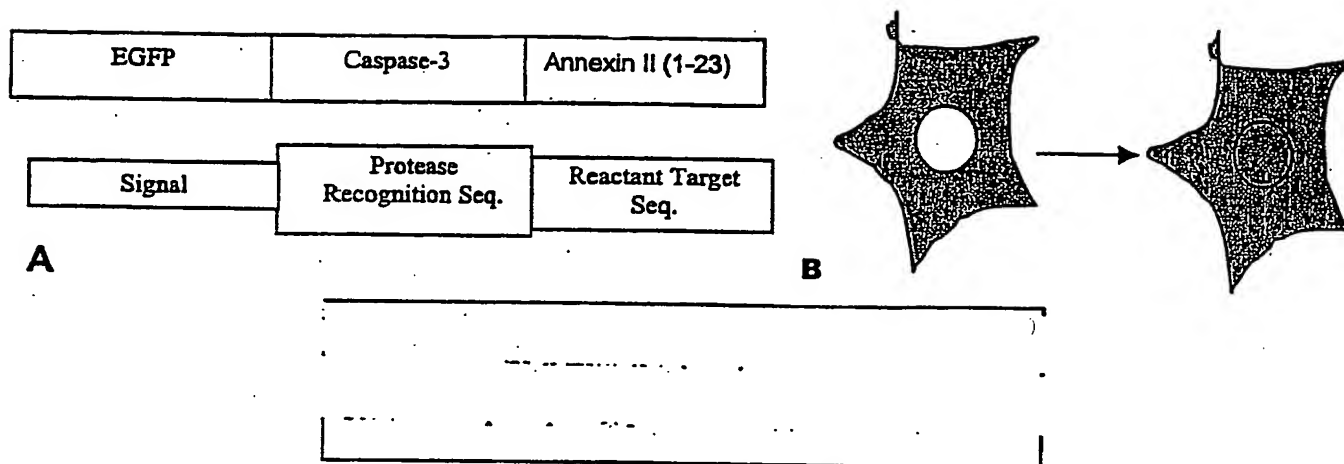 EGFP Caspase-3 Annexin II (1-23)
Signal Protease Recognition Seq. Reactant Target Seq.
A
B